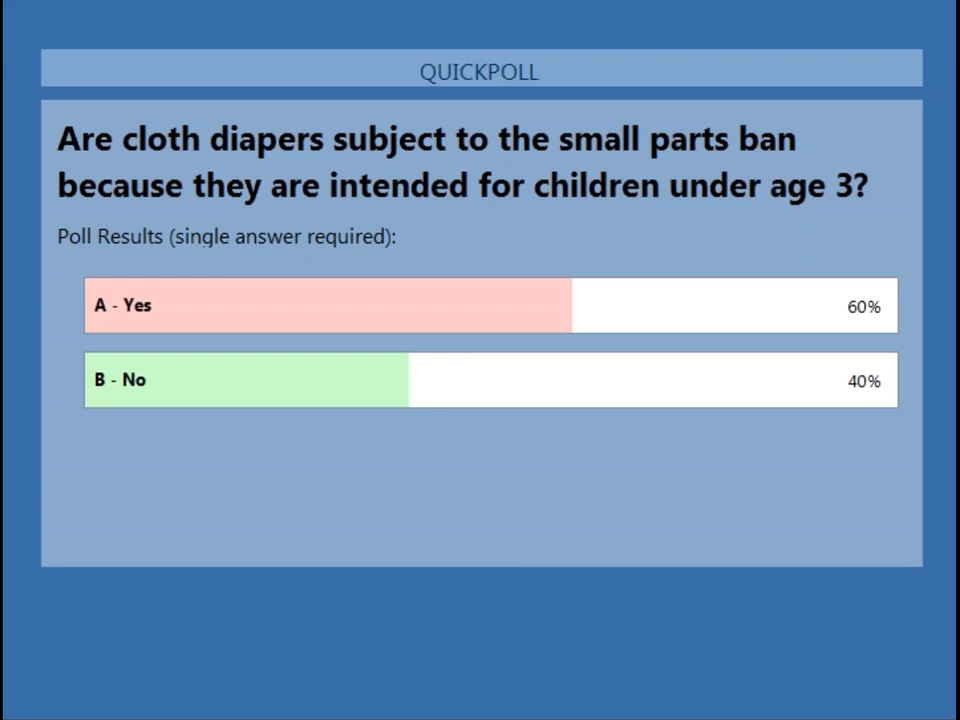 QUICKPOLL
Are cloth diapers subject to the small parts ban
because they are intended for children under age 3?
Poll Results (single answer required):
A - Yes 60%
B - No 40%